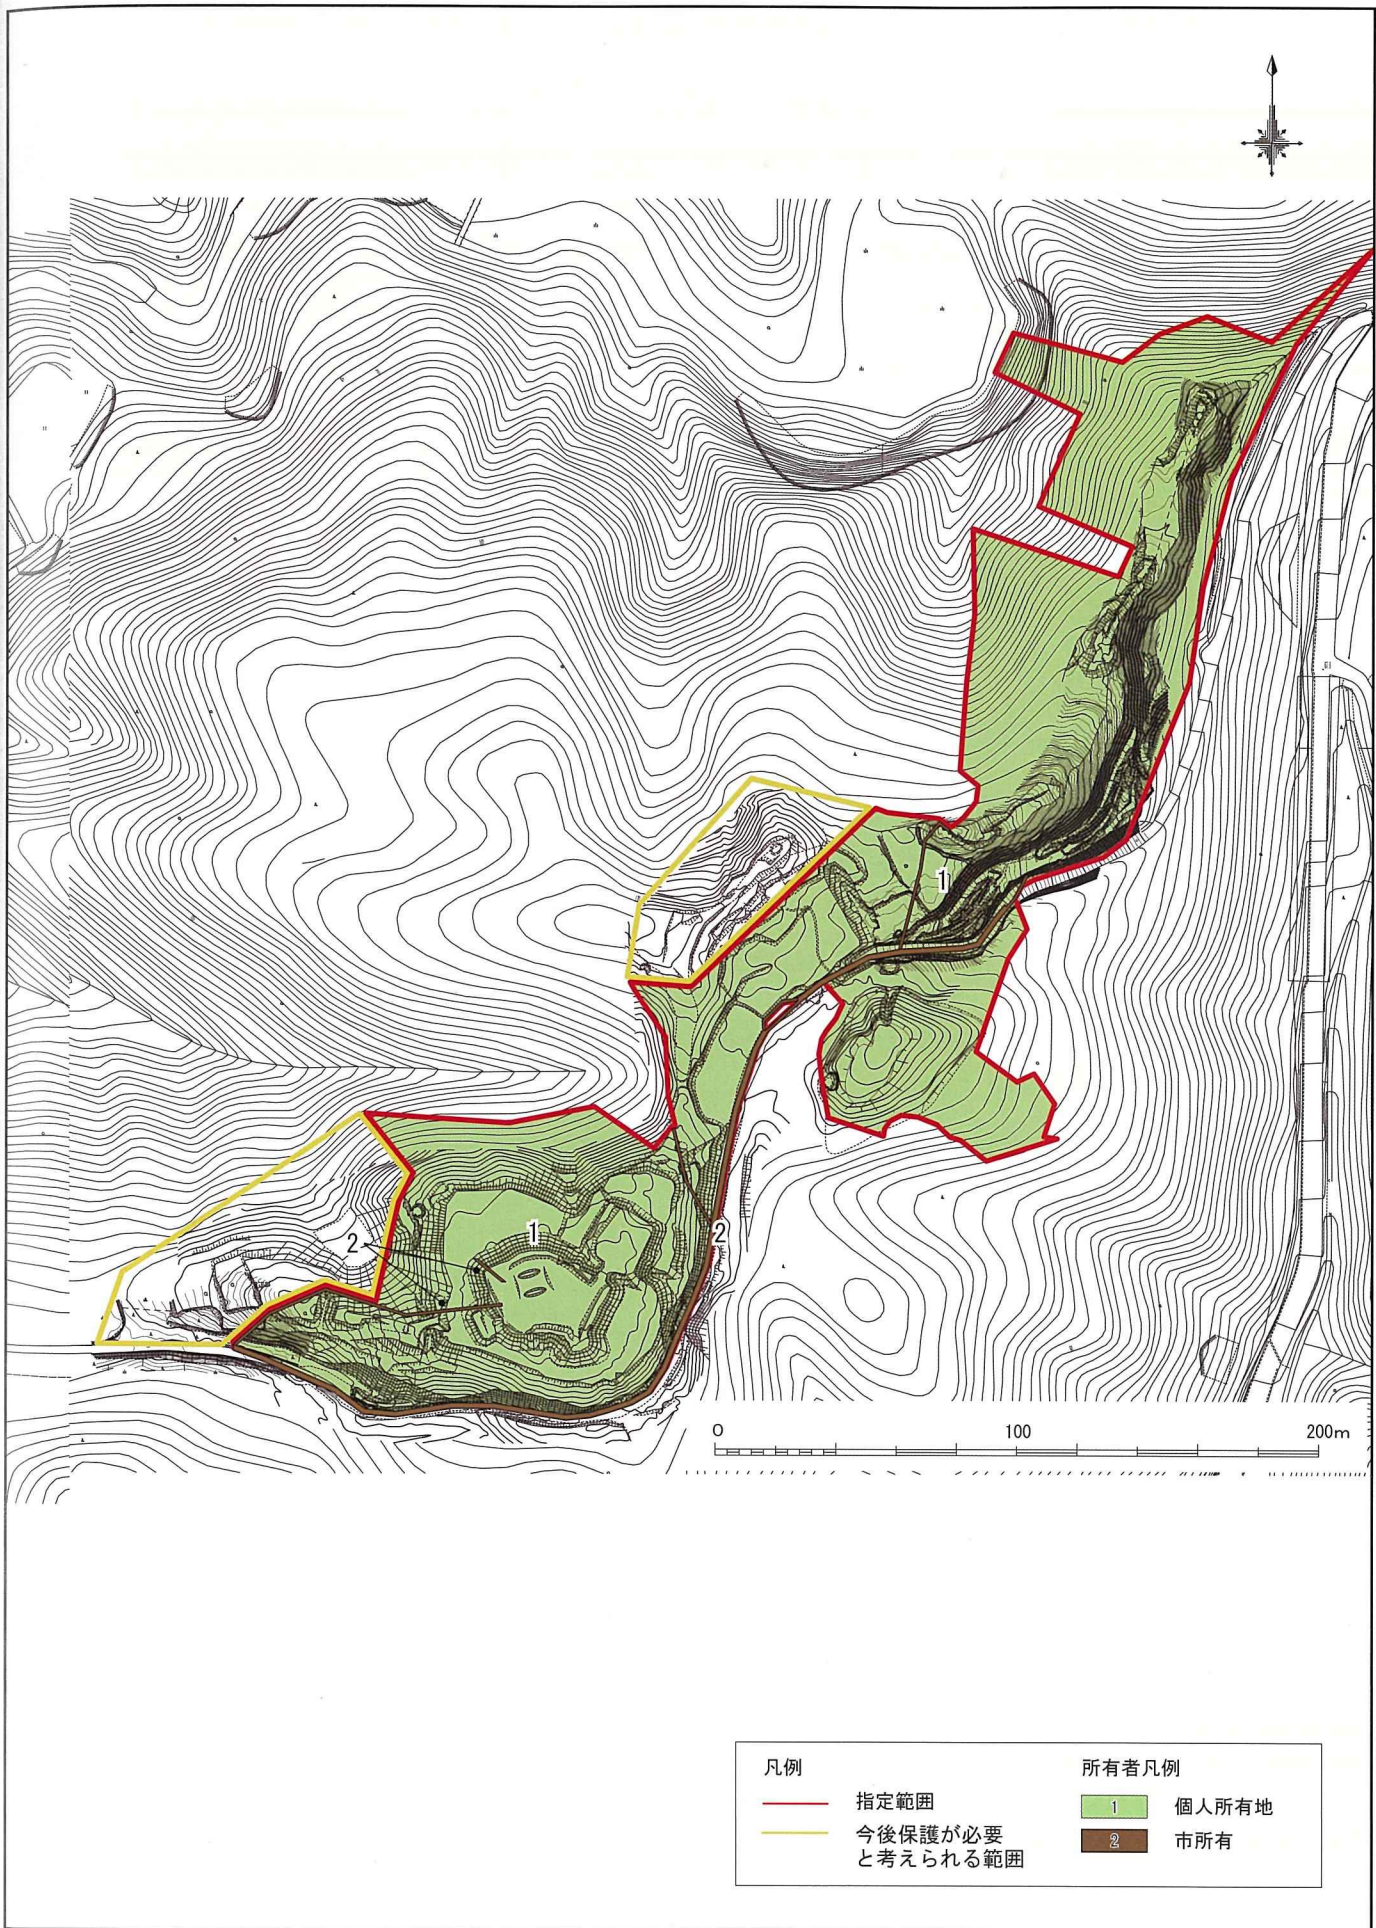 1
1
2
2
0 100 200m
凡例
指定範囲
今後保護が必要
と考えられる範囲
所有者凡例
1 個人所有地
2 市所有